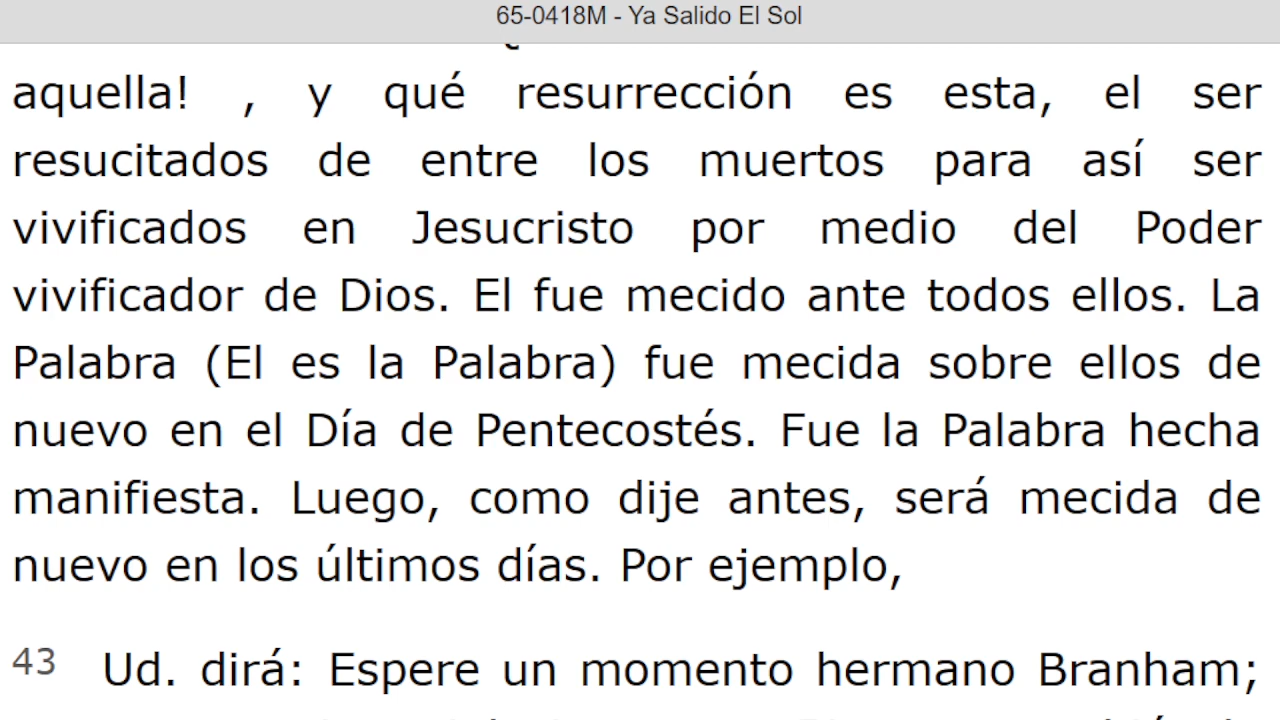 65-0418M - Ya Salido El Sol
aquella! , y qué resurrección es esta, el ser
resucitados de entre los muertos para así ser
vivificados en Jesucristo por medio del Poder
vivificador de Dios. El fue mecido ante todos ellos. La
Palabra (El es la Palabra) fue mecida sobre ellos de
nuevo en el Día de Pentecostés. Fue la Palabra hecha
manifiesta. Luego, como dije antes, será mecida de
nuevo en los últimos días. Por ejemplo,
43 Ud. dirá: Espere un momento hermano Branham;